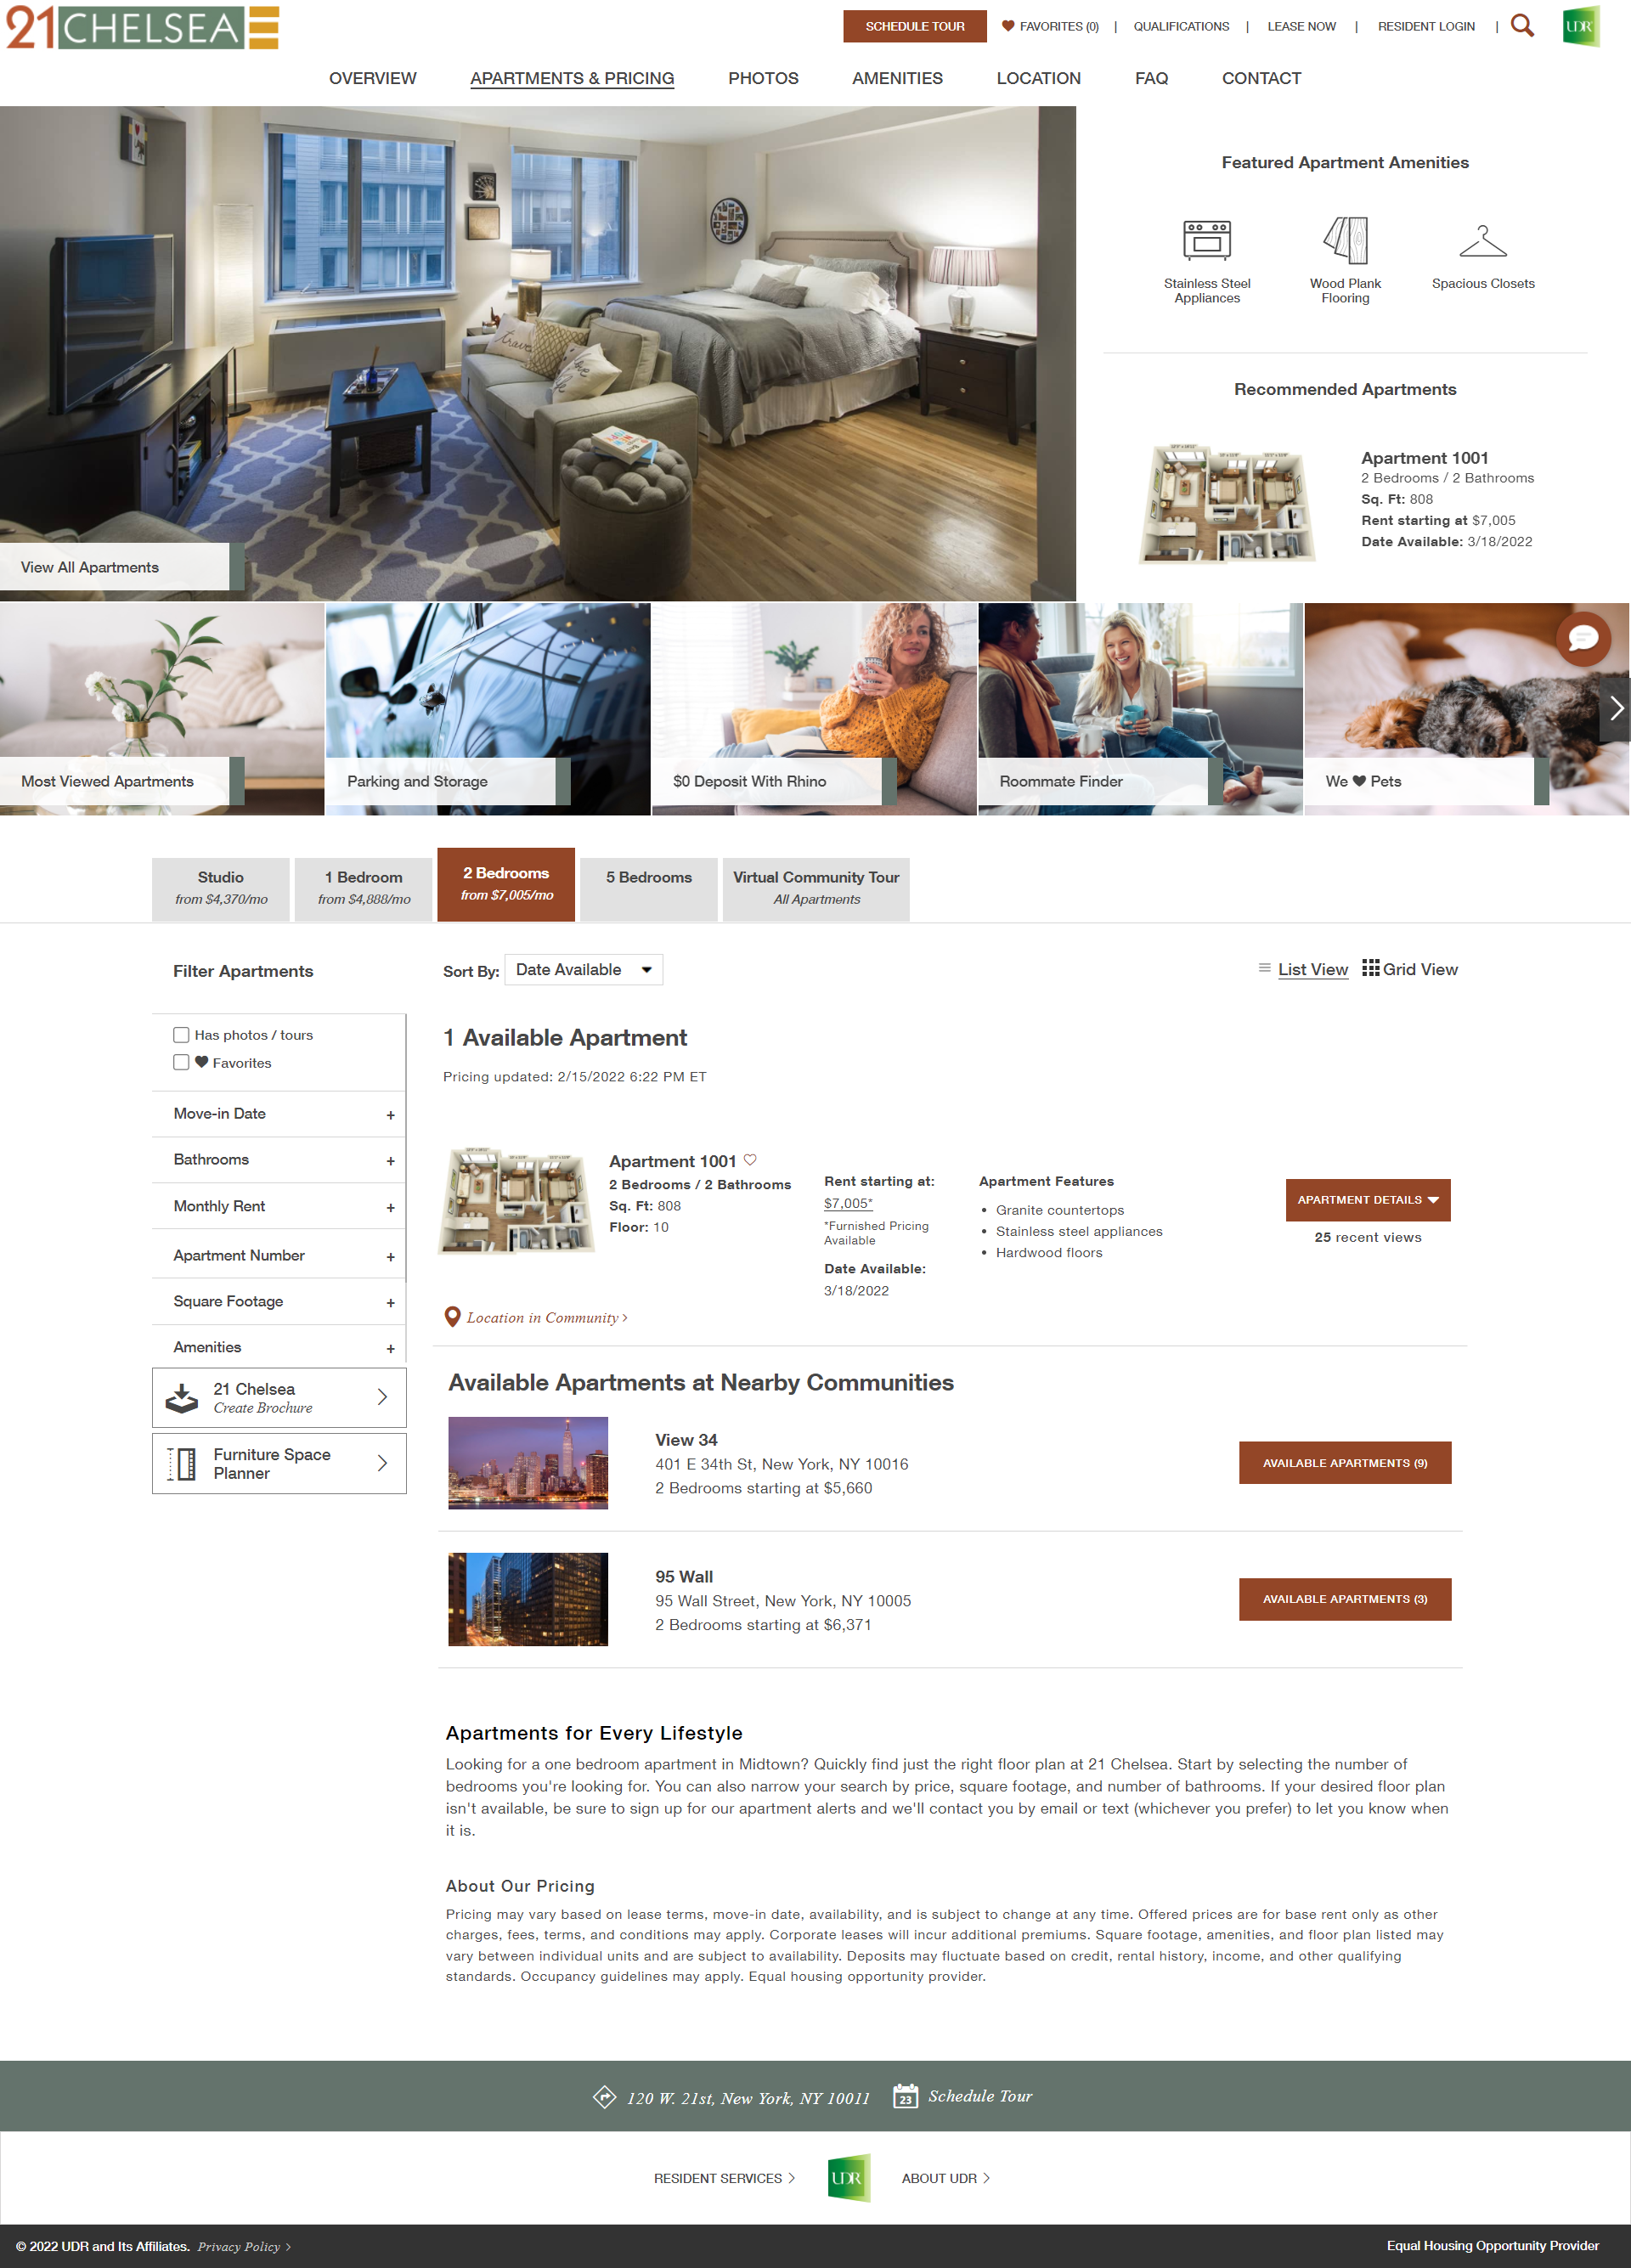 21 CHELSEA
SCHEDULE TOUR
FAVORITES (0) | QUALIFICATIONS | LEASE NOW | RESIDENT LOGIN |
UDR
OVERVIEW
APARTMENTS & PRICING
PHOTOS
AMENITIES
LOCATION
FAQ
CONTACT
travel
View All Apartments
Featured Apartment Amenities
Stainless Steel
Appliances
Wood Plank
Flooring
Spacious Closets
Recommended Apartments
Apartment 1001
2 Bedrooms / 2 Bathrooms
Sq. Ft: 808
Rent starting at $7,005
Date Available: 3/18/2022
Most Viewed Apartments
Parking and Storage
$0 Deposit With Rhino
Roommate Finder
We ♥ Pets
Studio
from $4,370/mo
1 Bedroom
from $4,888/mo
2 Bedrooms
from $7,005/mo
5 Bedrooms
Virtual Community Tour
All Apartments
Filter Apartments
Has photos / tours
♥ Favorites
Move-in Date +
Bathrooms +
Monthly Rent +
Apartment Number +
Square Footage +
Amenities +
21 Chelsea
Create Brochure
Furniture Space
Planner
Sort By: Date Available
List View
Grid View
1 Available Apartment
Pricing updated: 2/15/2022 6:22 PM ET
Apartment 1001
2 Bedrooms / 2 Bathrooms
Sq. Ft: 808
Floor: 10
Rent starting at:
$7,005*
*Furnished Pricing
Available
Date Available:
3/18/2022
Apartment Features
• Granite countertops
• Stainless steel appliances
• Hardwood floors
APARTMENT DETAILS
25 recent views
Location in Community >
Available Apartments at Nearby Communities
View 34
401 E 34th St, New York, NY 10016
2 Bedrooms starting at $5,660
AVAILABLE APARTMENTS (9)
95 Wall
95 Wall Street, New York, NY 10005
2 Bedrooms starting at $6,371
AVAILABLE APARTMENTS (3)
Apartments for Every Lifestyle
Looking for a one bedroom apartment in Midtown? Quickly find just the right floor plan at 21 Chelsea. Start by selecting the number of
bedrooms you're looking for. You can also narrow your search by price, square footage, and number of bathrooms. If your desired floor plan
isn't available, be sure to sign up for our apartment alerts and we'll contact you by email or text (whichever you prefer) to let you know when
it is.
About Our Pricing
Pricing may vary based on lease terms, move-in date, availability, and is subject to change at any time. Offered prices are for base rent only as other
charges, fees, terms, and conditions may apply. Corporate leases will incur additional premiums. Square footage, amenities, and floor plan listed may
vary between individual units and are subject to availability. Deposits may fluctuate based on credit, rental history, income, and other qualifying
standards. Occupancy guidelines may apply. Equal housing opportunity provider.
120 W. 21st, New York, NY 10011
23
Schedule Tour
RESIDENT SERVICES >
UDR
ABOUT UDR >
© 2022 UDR and Its Affiliates. Privacy Policy >
Equal Housing Opportunity Provider